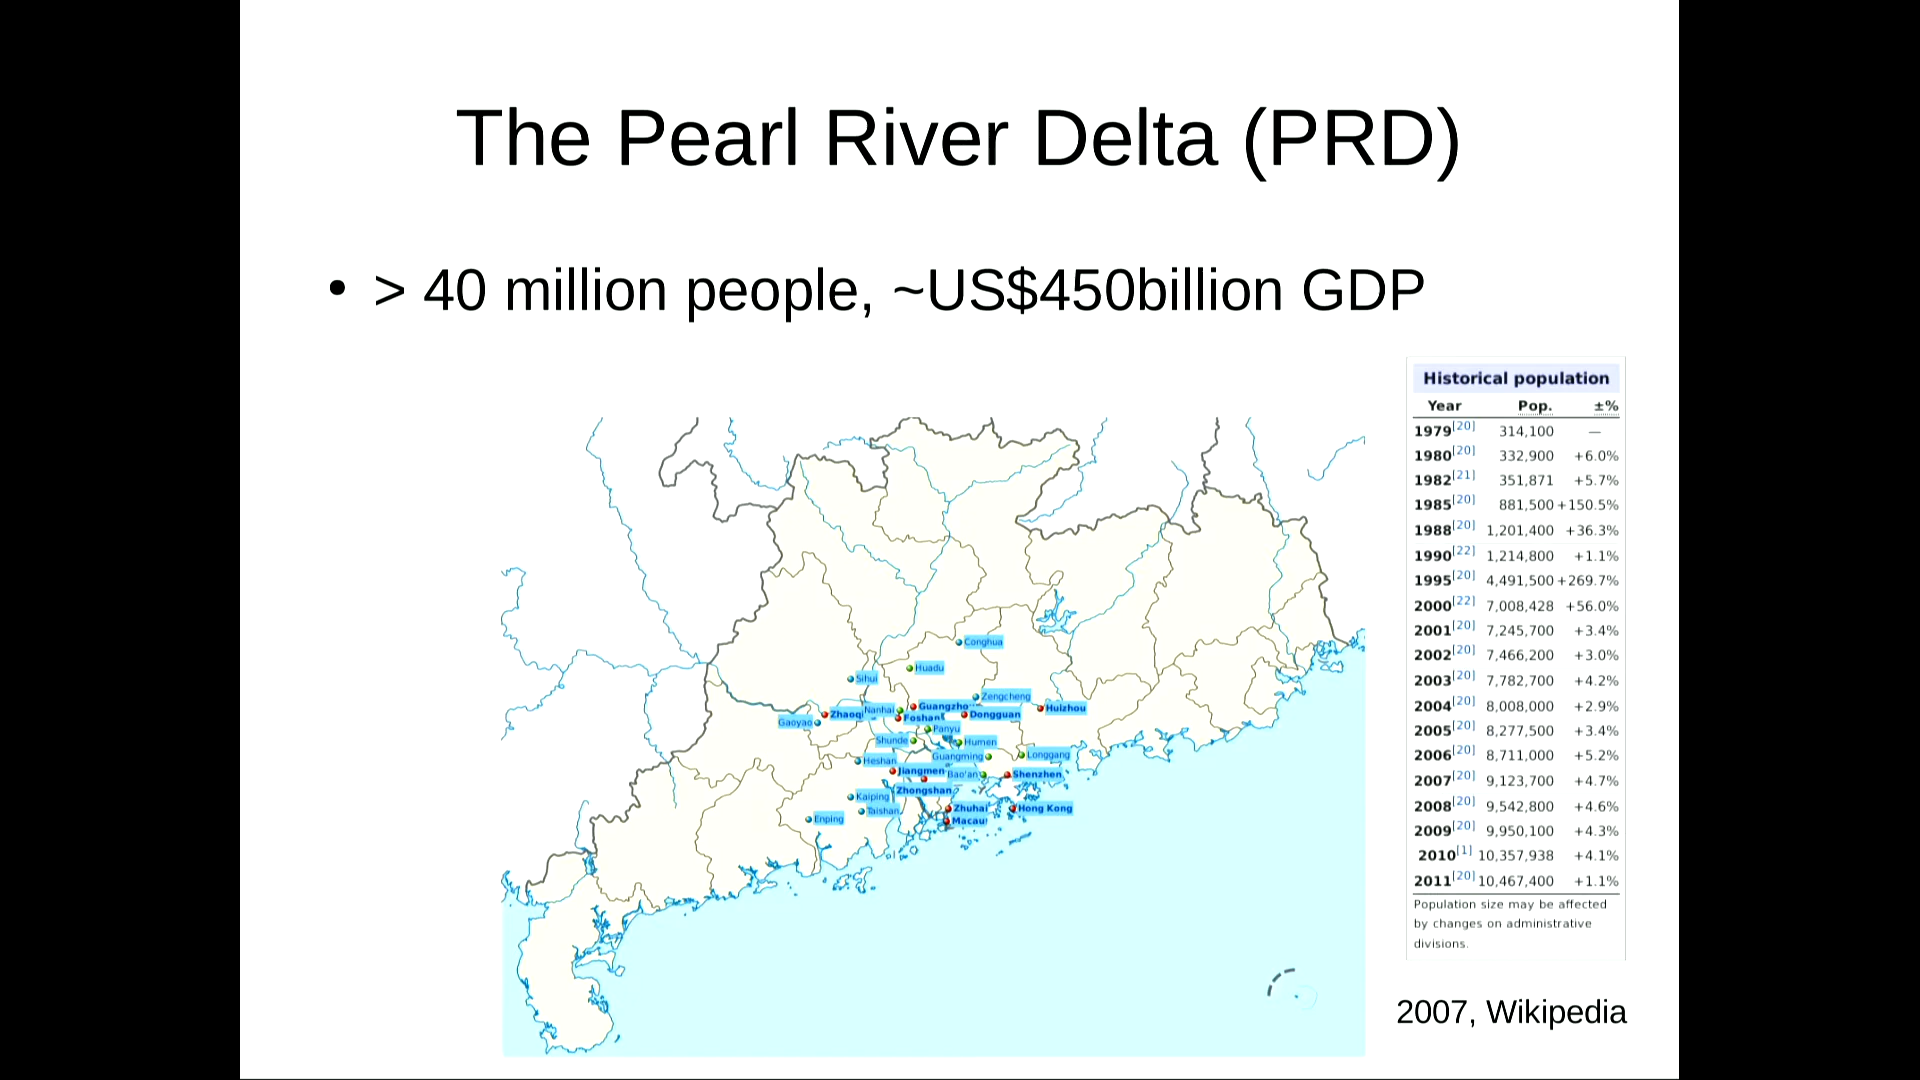 The Pearl River Delta (PRD)
• > 40 million people, ~US$450billion GDP
Historical population
Year Pop. ±%
1979[20] 314,100 —
1980[20] 332,900 +6.0%
1982[21] 351,871 +5.7%
1985[20] 881,500 +150.5%
1988[20] 1,201,400 +36.3%
1990[22] 1,214,800 +1.1%
1995[20] 4,491,500 +269.7%
2000[22] 7,008,428 +56.0%
2001[20] 7,245,700 +3.4%
2002[20] 7,466,200 +3.0%
2003[20] 7,782,700 +4.2%
2004[20] 8,008,000 +2.9%
2005[20] 8,277,500 +3.4%
2006[20] 8,711,000 +5.2%
2007[20] 9,123,700 +4.7%
2008[20] 9,542,800 +4.6%
2009[20] 9,950,100 +4.3%
2010[1] 10,357,938 +4.1%
2011[20] 10,467,400 +1.1%
Population size may be affected
by changes on administrative
divisions.
Conghua
Huadu
Sihui
Zengcheng
Zhaoq
Nanhai
Guangzho
Huizhou
Gaoyao
Foshan
Dongguan
Panyu
Shunde
Humen
Heshan
Guangming
Longgang
Jiangmen
Bao'an
Shenzhen
Zhongshan
Kaiping
Taishan
Zhuhai
Hong Kong
Enping
Macau
2007, Wikipedia